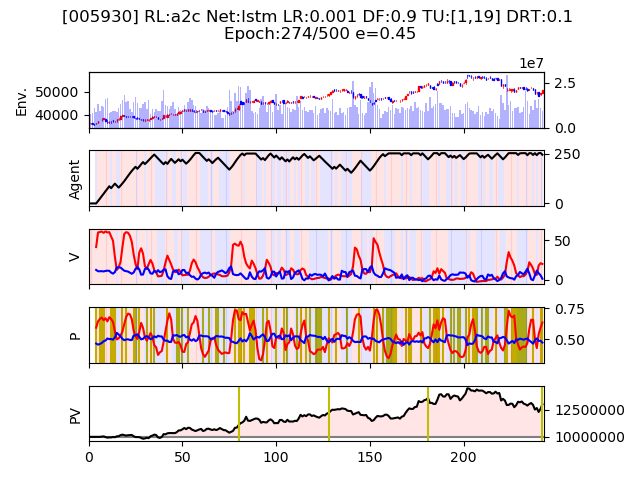 [005930] RL:a2c Net:lstm LR:0.001 DF:0.9 TU:[1,19] DRT:0.1
Epoch:274/500 e=0.45
1e7
Env.
50000
40000
2.5
0.0
Agent
250
0
V
50
0
P
0.75
0.50
PV
12500000
10000000
0 50 100 150 200